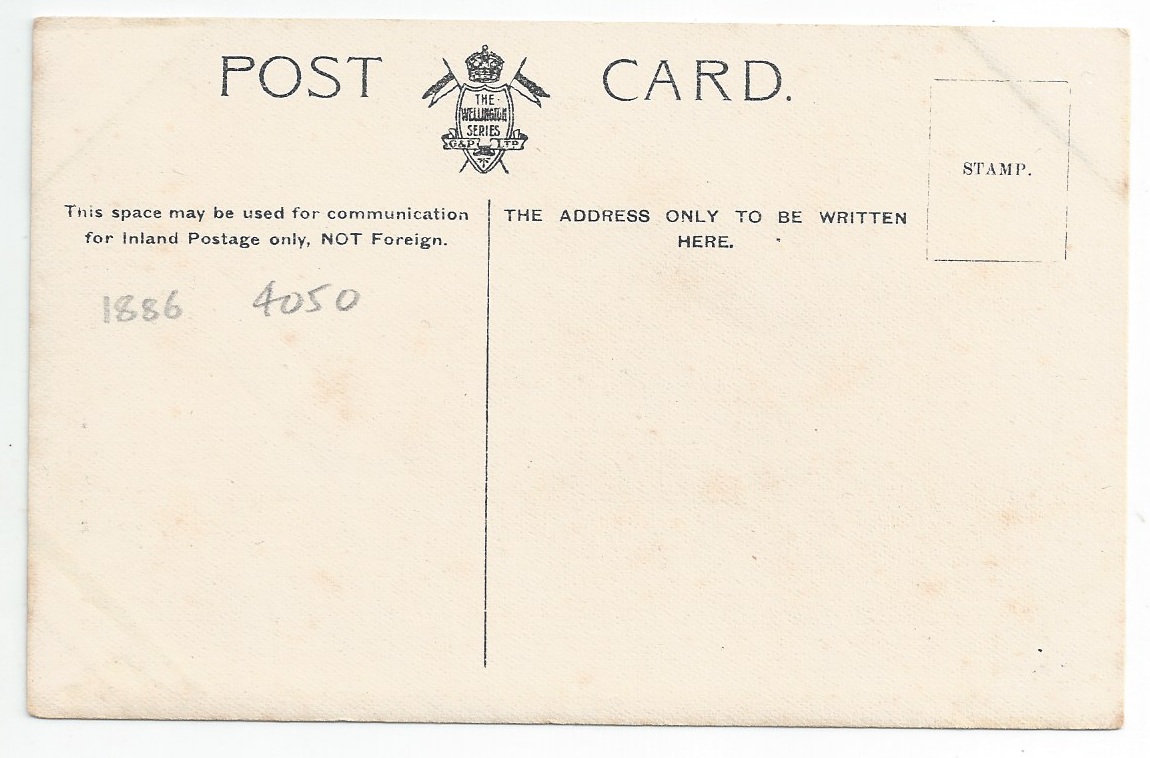 POST CARD.
THE
WELLINGTON
SERIES
G&P LTD
STAMP.
This space may be used for communication
for Inland Postage only, NOT Foreign.
THE ADDRESS ONLY TO BE WRITTEN
HERE.
1886 4050